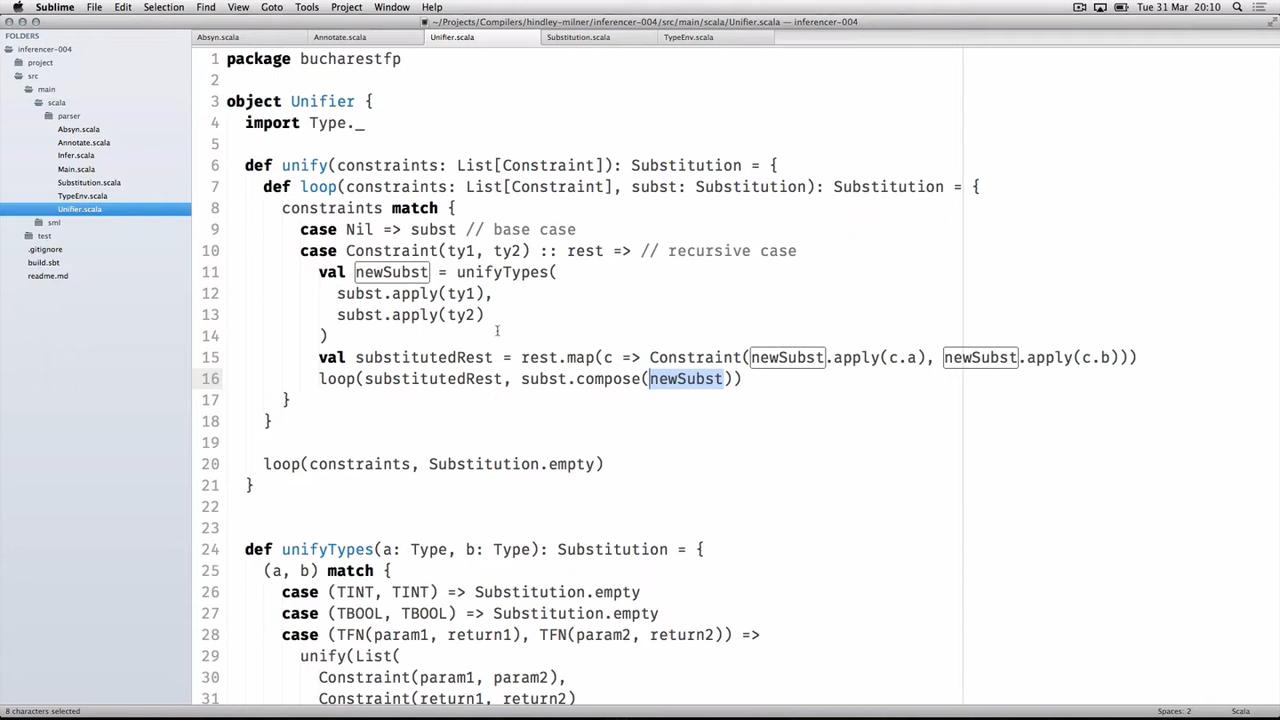 Sublime File Edit Selection Find View Goto Tools Project Window Help Tue 31 Mar 20:10
~/Projects/Compilers/hindley-milner/inferencer-004/src/main/scala/Unifier.scala — inferencer-004
FOLDERS
inferencer-004
project
src
main
scala
parser
Absyn.scala
Annotate.scala
Infer.scala
Main.scala
Substitution.scala
TypeEnv.scala
Unifier.scala
sml
test
.gitignore
build.sbt
readme.md
Absyn.scala Annotate.scala Unifier.scala Substitution.scala TypeEnv.scala
1 package bucharestfp
2
3 object Unifier {
4 import Type._
5
6 def unify(constraints: List[Constraint]): Substitution = {
7 def loop(constraints: List[Constraint], subst: Substitution): Substitution = {
8 constraints match {
9 case Nil => subst // base case
10 case Constraint(ty1, ty2) :: rest => // recursive case
11 val newSubst = unifyTypes(
12 subst.apply(ty1),
13 subst.apply(ty2)
14 )
15 val substitutedRest = rest.map(c => Constraint(newSubst.apply(c.a), newSubst.apply(c.b)))
16 loop(substitutedRest, subst.compose(newSubst))
17 }
18 }
19
20 loop(constraints, Substitution.empty)
21 }
22
23
24 def unifyTypes(a: Type, b: Type): Substitution = {
25 (a, b) match {
26 case (TINT, TINT) => Substitution.empty
27 case (TBOOL, TBOOL) => Substitution.empty
28 case (TFN(param1, return1), TFN(param2, return2)) =>
29 unify(List(
30 Constraint(param1, param2),
31 Constraint(return1, return2)
8 characters selected Spaces: 2 Scala